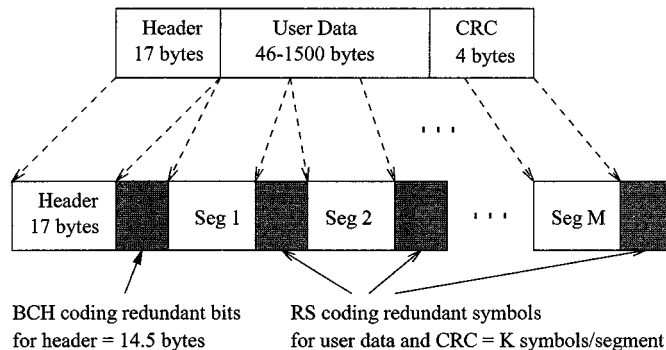 Header
17 bytes
User Data
46-1500 bytes
CRC
4 bytes
Header
17 bytes
Seg 1
Seg 2
Seg M
BCH coding redundant bits
for header = 14.5 bytes
RS coding redundant symbols
for user data and CRC = K symbols/segment